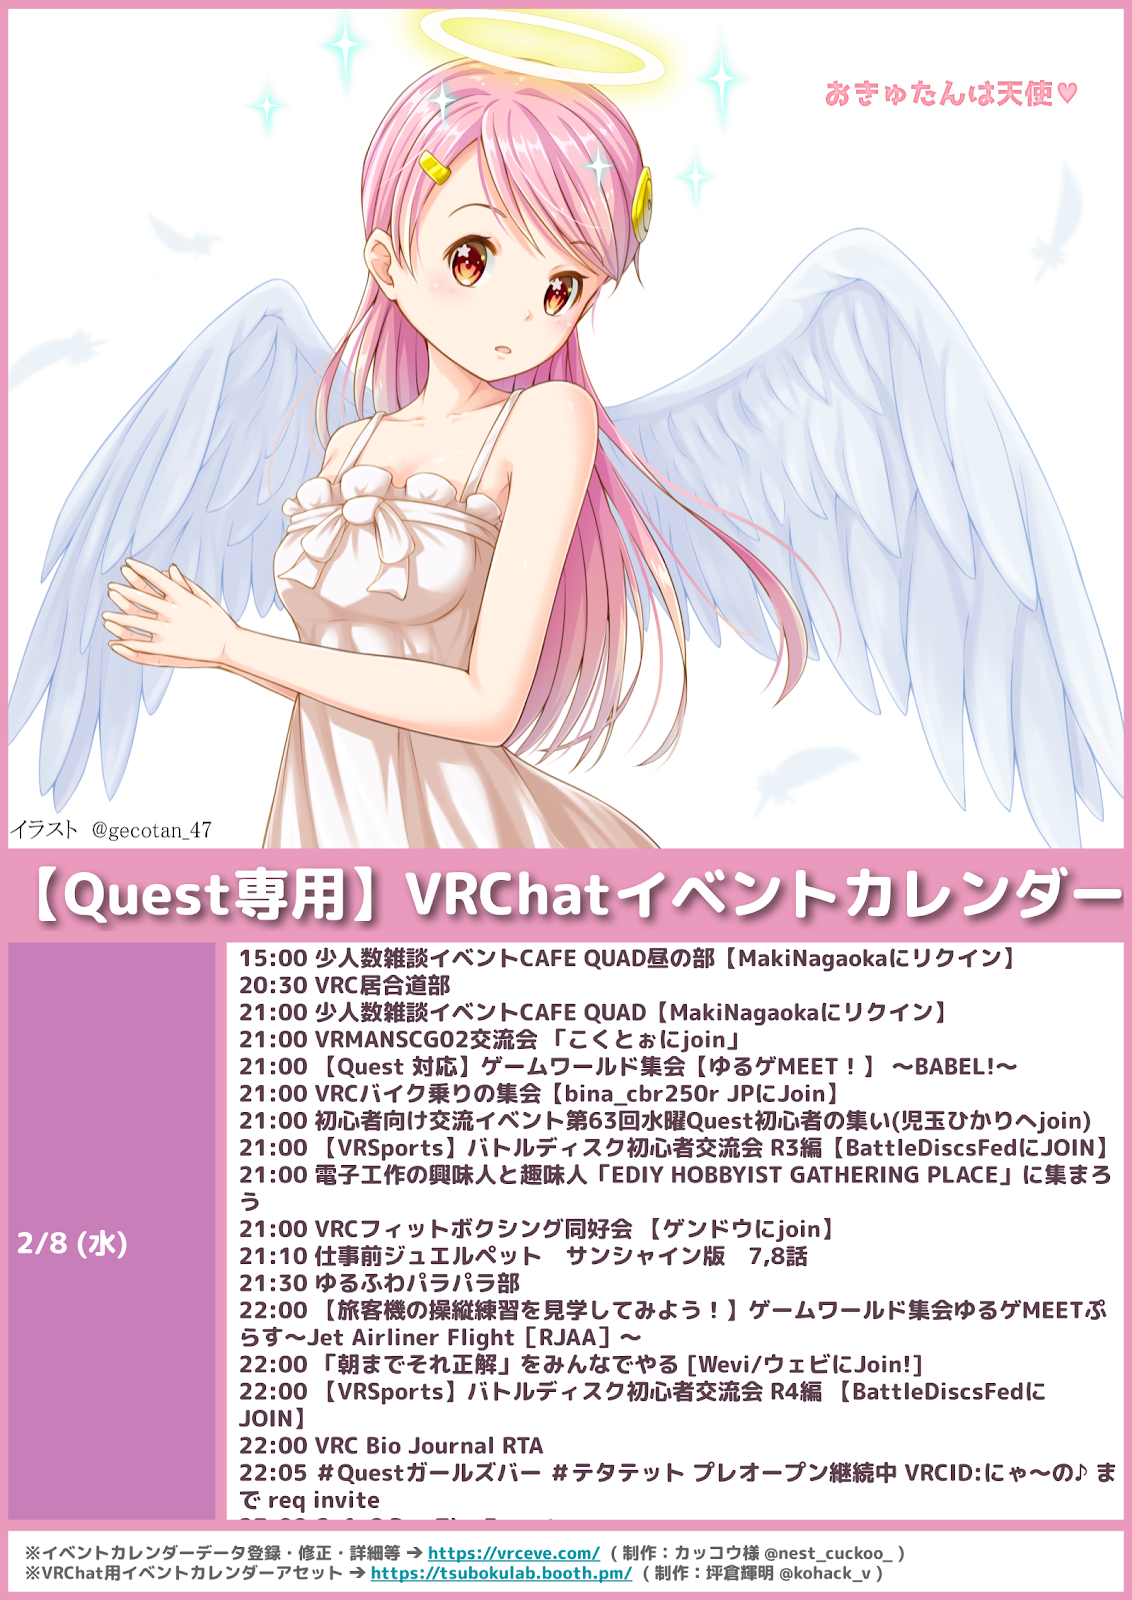 おきゅたんは天使♥
イラスト @gecotan_47
【Quest専用】VRChatイベントカレンダー
2/8 (水)
15:00 少人数雑談イベントCAFE QUAD昼の部【MakiNagaokaにリクイン】
20:30 VRC居合道部
21:00 少人数雑談イベントCAFE QUAD【MakiNagaokaにリクイン】
21:00 VRMANSCG02交流会 「こくとぉにjoin」
21:00 【Quest 対応】ゲームワールド集会【ゆるゲMEET！】 ～BABEL!～
21:00 VRCバイク乗りの集会【bina_cbr250r JPにJoin】
21:00 初心者向け交流イベント第63回水曜Quest初心者の集い(児玉ひかりへjoin)
21:00 【VRSports】バトルディスク初心者交流会 R3編【BattleDiscsFedにJOIN】
21:00 電子工作の興味人と趣味人「EDIY HOBBYIST GATHERING PLACE」に集まろ
う
21:00 VRCフィットボクシング同好会 【ゲンドウにjoin】
21:10 仕事前ジュエルペット　サンシャイン版　7,8話
21:30 ゆるふわパラパラ部
22:00 【旅客機の操縦練習を見学してみよう！】ゲームワールド集会ゆるゲMEETぷ
らす～Jet Airliner Flight［RJAA］～
22:00 「朝までそれ正解」をみんなでやる [Wevi/ウェビにJoin!]
22:00 【VRSports】バトルディスク初心者交流会 R4編 【BattleDiscsFedに
JOIN】
22:00 VRC Bio Journal RTA
22:05 ＃Questガールズバー ＃テタテット プレオープン継続中 VRCID:にゃ～の♪ ま
で req invite
※イベントカレンダーデータ登録・修正・詳細等 ➔ https://vrceve.com/ （制作：カッコウ様 @nest_cuckoo_ ）
※VRChat用イベントカレンダーアセット ➔ https://tsubokulab.booth.pm/ （制作：坪倉輝明 @kohack_v ）